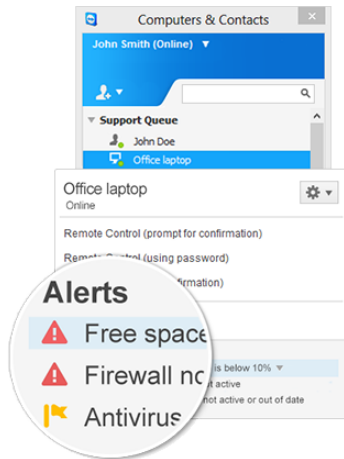 Computers & Contacts
John Smith (Online)
Support Queue
John Doe
Office laptop
Office laptop
Online
Remote Control (prompt for confirmation)
Remote Control (using password)
firmation)
Alerts
Free space
is below 10%
Firewall no
t active
Antivirus
not active or out of date